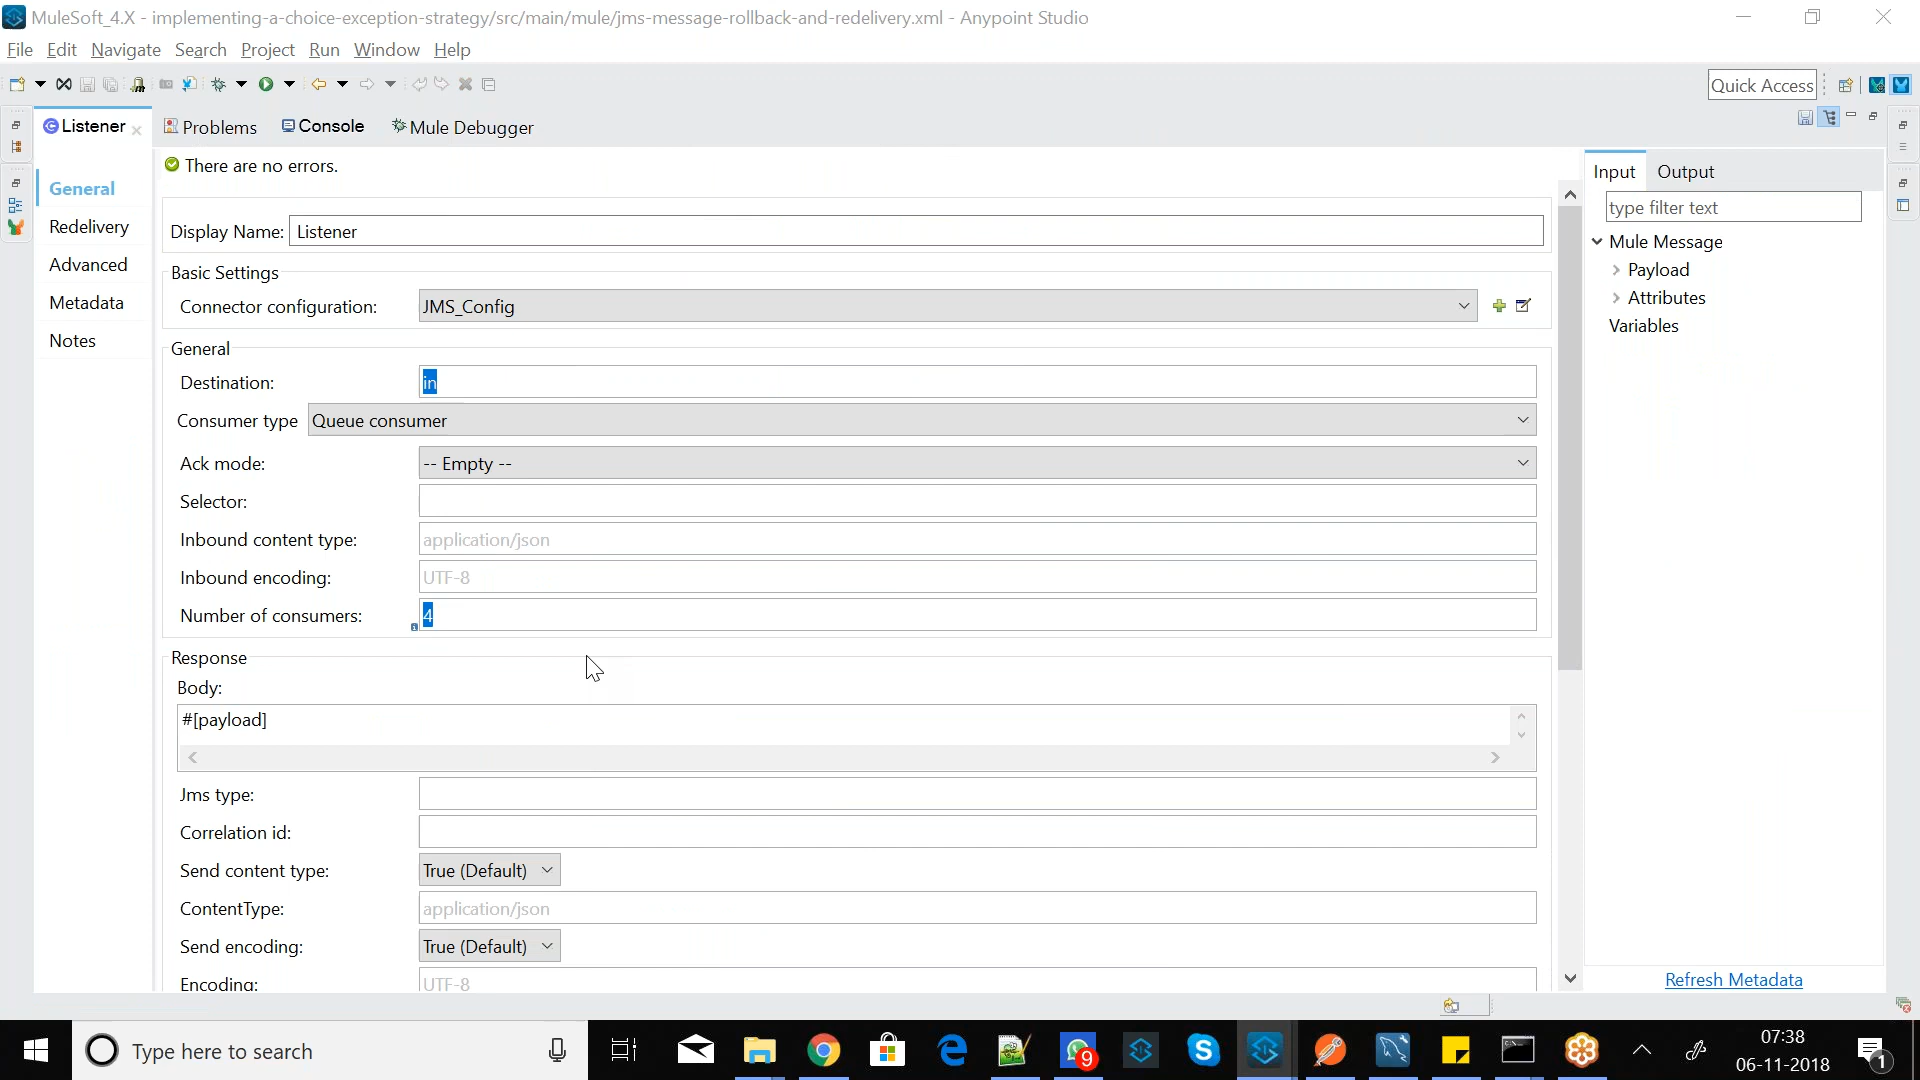 MuleSoft_4.X - implementing-a-choice-exception-strategy/src/main/mule/jms-message-rollback-and-redelivery.xml - Anypoint Studio
File Edit Navigate Search Project Run Window Help
Quick Access
Listener Problems Console Mule Debugger
There are no errors.
General
Redelivery
Advanced
Metadata
Notes
Display Name: Listener
Basic Settings
Connector configuration: JMS_Config
General
Destination: in
Consumer type Queue consumer
Ack mode: -- Empty --
Selector:
Inbound content type: application/json
Inbound encoding: UTF-8
Number of consumers: 4
Response
Body:
#[payload]
Jms type:
Correlation id:
Send content type: True (Default)
ContentType: application/json
Send encoding: True (Default)
Encoding: UTF-8
Input Output
type filter text
Mule Message
Payload
Attributes
Variables
Refresh Metadata
Type here to search
9
07:38
06-11-2018
1